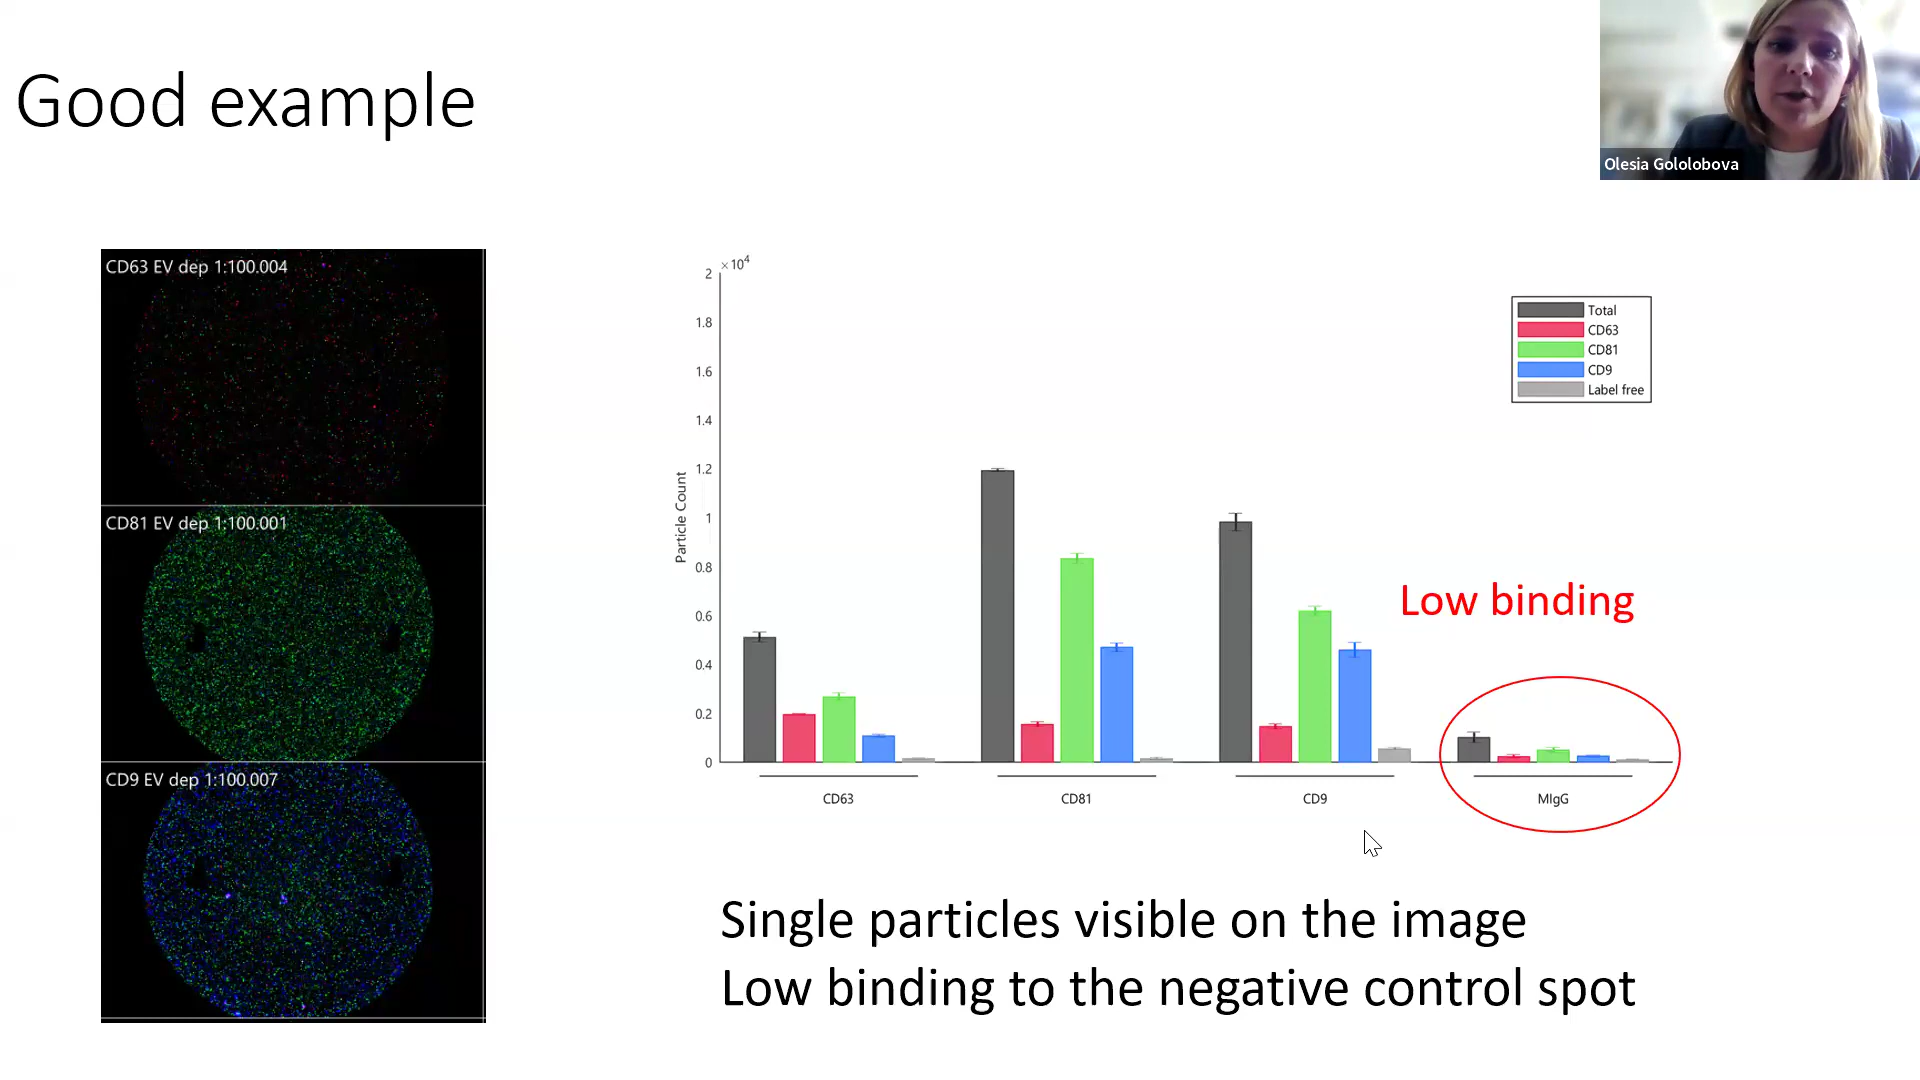 Good example
Olesia Gololobova
CD63 EV dep 1:100.004
CD81 EV dep 1:100.001
CD9 EV dep 1:100.007
×10⁴
2
1.8
1.6
1.4
1.2
1
0.8
0.6
0.4
0.2
0
Particle Count
Total
CD63
CD81
CD9
Label free
Low binding
CD63
CD81
CD9
MIgG
Single particles visible on the image
Low binding to the negative control spot